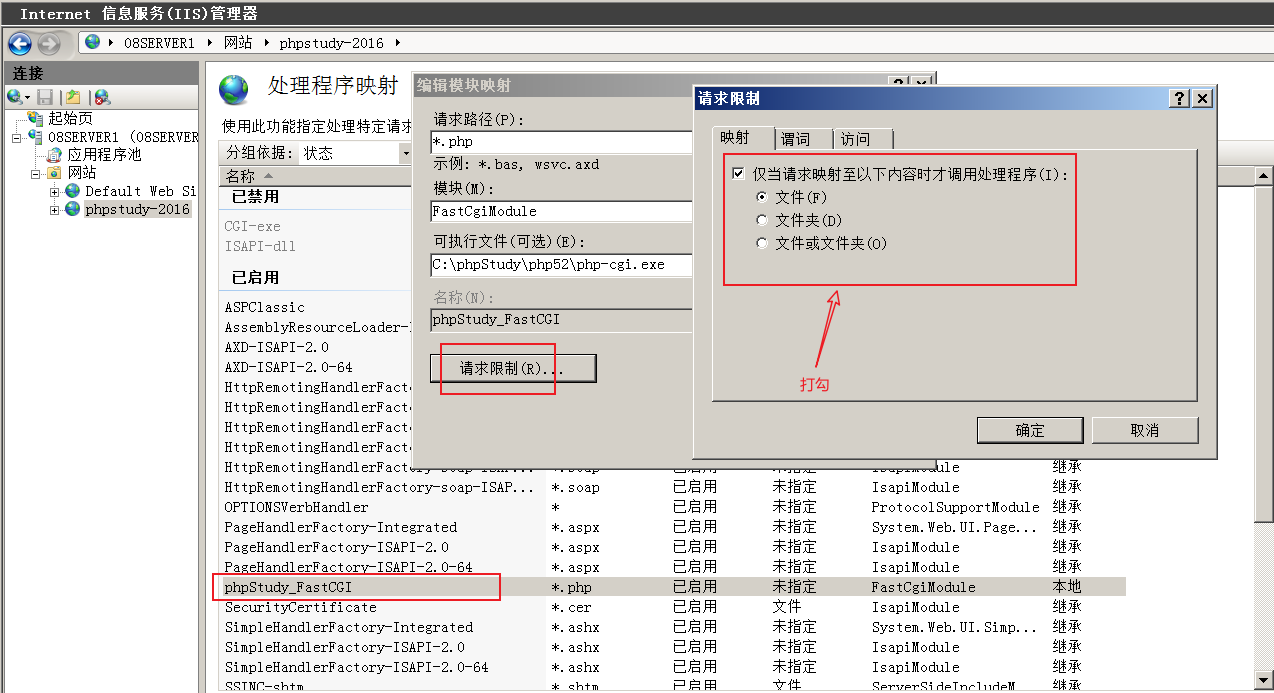 Internet 信息服务(IIS)管理器
08SERVER1 网站 phpstudy-2016
连接
起始页
08SERVER1 (08SERVER
应用程序池
网站
Default Web Si
phpstudy-2016
处理程序映射
使用此功能指定处理特定请求
分组依据: 状态
名称
已禁用
CGI-exe
ISAPI-dll
已启用
ASPClassic
AssemblyResourceLoader-
AXD-ISAPI-2.0
AXD-ISAPI-2.0-64
HttpRemotingHandlerFact
HttpRemotingHandlerFact
HttpRemotingHandlerFact
HttpRemotingHandlerFact
HttpRemotingHandlerFactory-soap-ISA... *.soap 已启用 未指定 IsapiModule 继承
HttpRemotingHandlerFactory-soap-ISAP... *.soap 已启用 未指定 IsapiModule 继承
OPTIONSVerbHandler * 已启用 未指定 ProtocolSupportModule 继承
PageHandlerFactory-Integrated *.aspx 已启用 未指定 System.Web.UI.Page... 继承
PageHandlerFactory-ISAPI-2.0 *.aspx 已启用 未指定 IsapiModule 继承
PageHandlerFactory-ISAPI-2.0-64 *.aspx 已启用 未指定 IsapiModule 继承
phpStudy_FastCGI *.php 已启用 未指定 FastCgiModule 本地
SecurityCertificate *.cer 已启用 文件 IsapiModule 继承
SimpleHandlerFactory-Integrated *.ashx 已启用 未指定 System.Web.UI.Simp... 继承
SimpleHandlerFactory-ISAPI-2.0 *.ashx 已启用 未指定 IsapiModule 继承
SimpleHandlerFactory-ISAPI-2.0-64 *.ashx 已启用 未指定 IsapiModule 继承
SSINC-shtm *.shtm 已启用 文件 ServerSideIncludeM 继承
编辑模块映射
请求路径(P):
*.php
示例: *.bas, wsvc.axd
模块(M):
FastCgiModule
可执行文件(可选)(E):
C:\phpStudy\php52\php-cgi.exe
名称(N):
phpStudy_FastCGI
请求限制(R)...
请求限制
映射 谓词 访问
仅当请求映射至以下内容时才调用处理程序(I):
文件(F)
文件夹(D)
文件或文件夹(O)
打勾
确定 取消